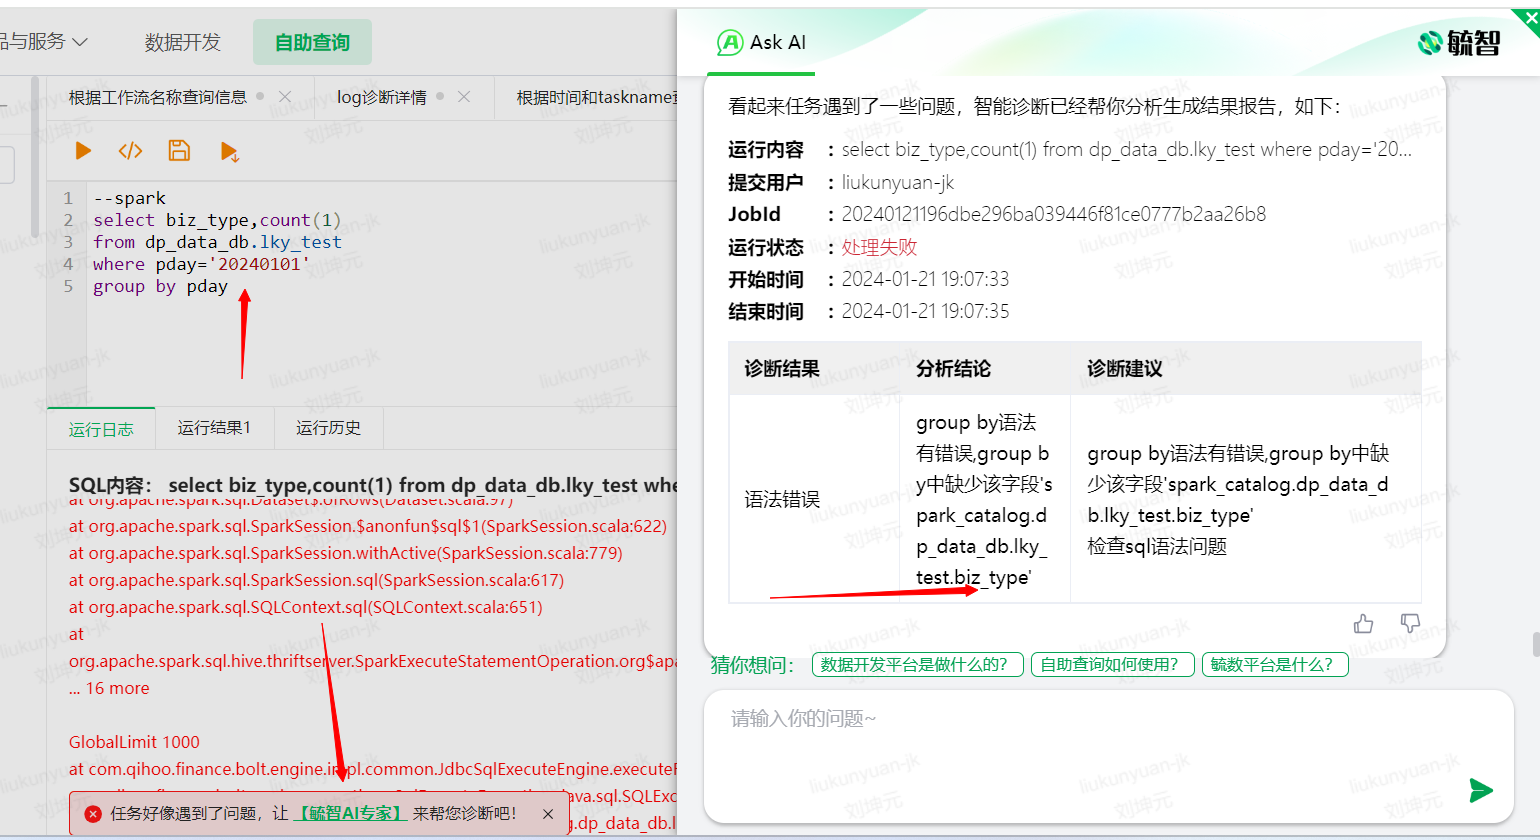 品与服务
数据开发
自助查询
根据工作流名称查询信息
log诊断详情
根据时间和taskname查
1 --spark
2 select biz_type,count(1)
3 from dp_data_db.lky_test
4 where pday='20240101'
5 group by pday
运行日志
运行结果1
运行历史
SQL内容： select biz_type,count(1) from dp_data_db.lky_test whe
at org.apache.spark.sql.Dataset$.ofRows(Dataset.scala:97)
at org.apache.spark.sql.SparkSession.$anonfun$sql$1(SparkSession.scala:622)
at org.apache.spark.sql.SparkSession.withActive(SparkSession.scala:779)
at org.apache.spark.sql.SparkSession.sql(SparkSession.scala:617)
at org.apache.spark.sql.SQLContext.sql(SQLContext.scala:651)
at
org.apache.spark.sql.hive.thriftserver.SparkExecuteStatementOperation.org$apa
... 16 more
GlobalLimit 1000
at com.qihoo.finance.bolt.engine.impl.common.JdbcSqlExecuteEngine.executeF
java.sql.SQLExc
任务好像遇到了问题，让【毓智AI专家】来帮您诊断吧！
g.dp_data_db.l
Ask AI
毓智
看起来任务遇到了一些问题，智能诊断已经帮你分析生成结果报告，如下：
运行内容 ：select biz_type,count(1) from dp_data_db.lky_test where pday='20...
提交用户 ：liukunyuan-jk
JobId ：20240121196dbe296ba039446f81ce0777b2aa26b8
运行状态 ：处理失败
开始时间 ：2024-01-21 19:07:33
结束时间 ：2024-01-21 19:07:35
诊断结果 分析结论 诊断建议
语法错误
group by语法
有错误,group b
y中缺少该字段's
park_catalog.d
p_data_db.lky_
test.biz_type'
group by语法有错误,group by中缺
少该字段'spark_catalog.dp_data_d
b.lky_test.biz_type'
检查sql语法问题
猜你想问： 数据开发平台是做什么的？ 自助查询如何使用？ 毓数平台是什么？
请输入你的问题~
liukunyuan-jk
刘坤元